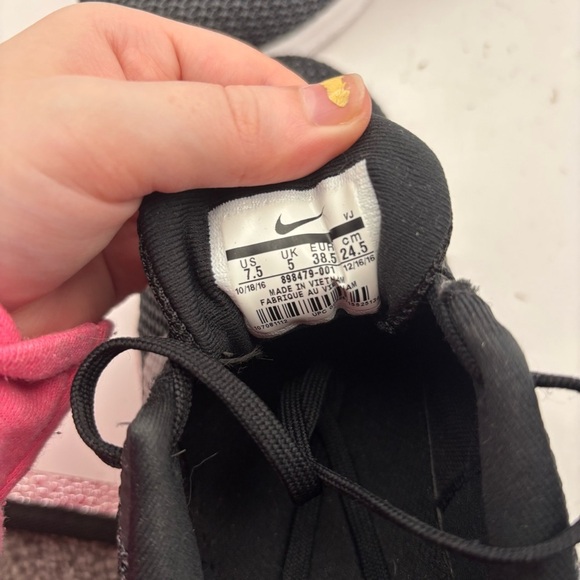 VJ
US UK EUR cm
7.5 5 38.5 24.5
10/18/16 898479-001 12/16/16
MADE IN VIETNAM
FABRIQUE AU VIETNAM
UPC